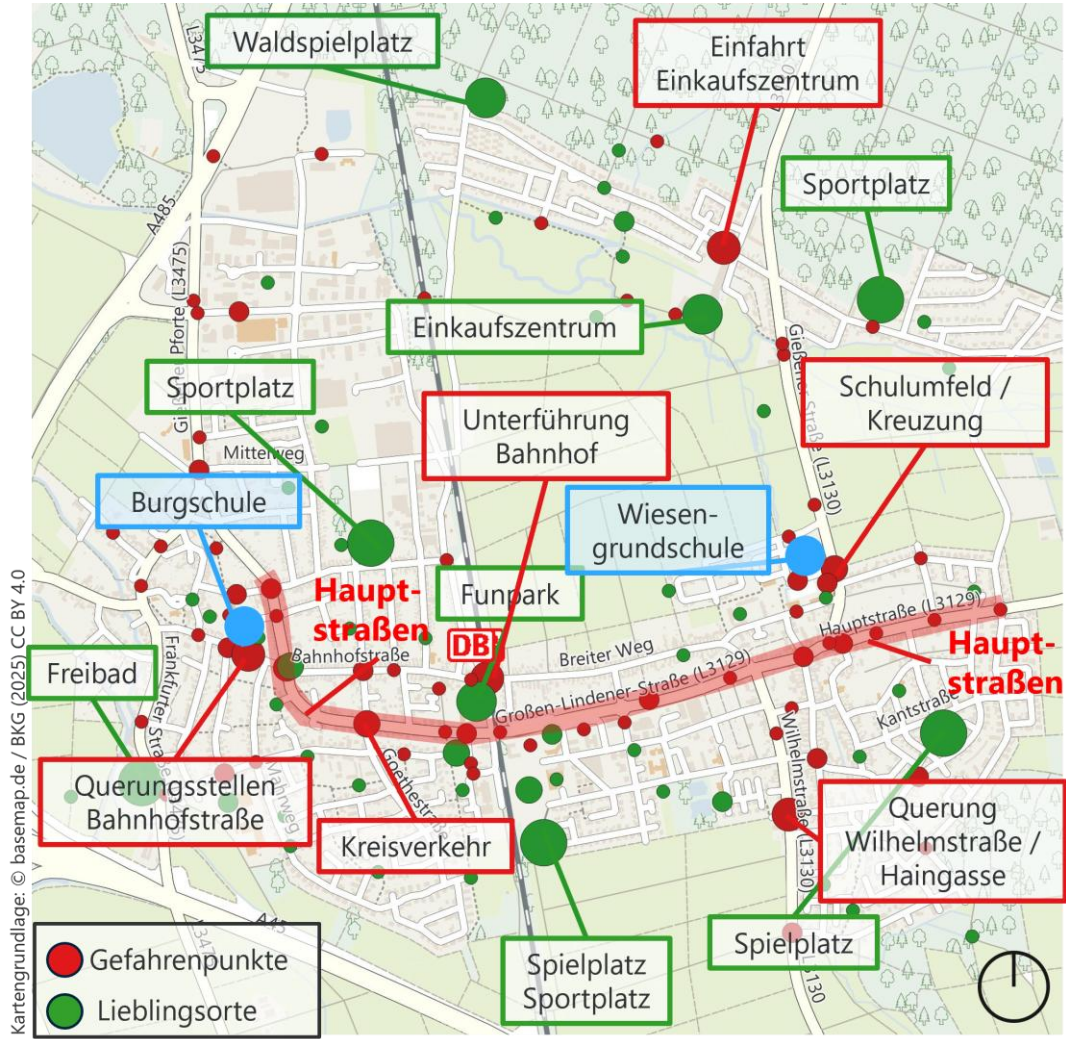 L3475
Waldspielplatz
Einfahrt
Einkaufszentrum
Sportplatz
A485
Gießener Pforte (L3475)
Einkaufszentrum
Gießener Straße (L3130)
Sportplatz
Unterführung
Bahnhof
Schulumfeld /
Kreuzung
Mittelweg
Burgschule
Wiesen-
grundschule
Haupt-
straßen
Funpark
DB
Bahnhofstraße
Breiter Weg
Hauptstraße (L3129)
Haupt-
straßen
Freibad
Frankfurter Straße
Großen-Lindener-Straße (L3129)
Kantstraße
Querungsstellen
Bahnhofstraße
Mahrweg
Goethestraße
Kreisverkehr
Wilhelmstraße (L3130)
Querung
Wilhelmstraße /
Haingasse
Spielplatz
Spielplatz
Sportplatz
L3130
Gefahrenpunkte
Lieblingsorte
Kartengrundlage: © basemap.de / BKG (2025) CC BY 4.0